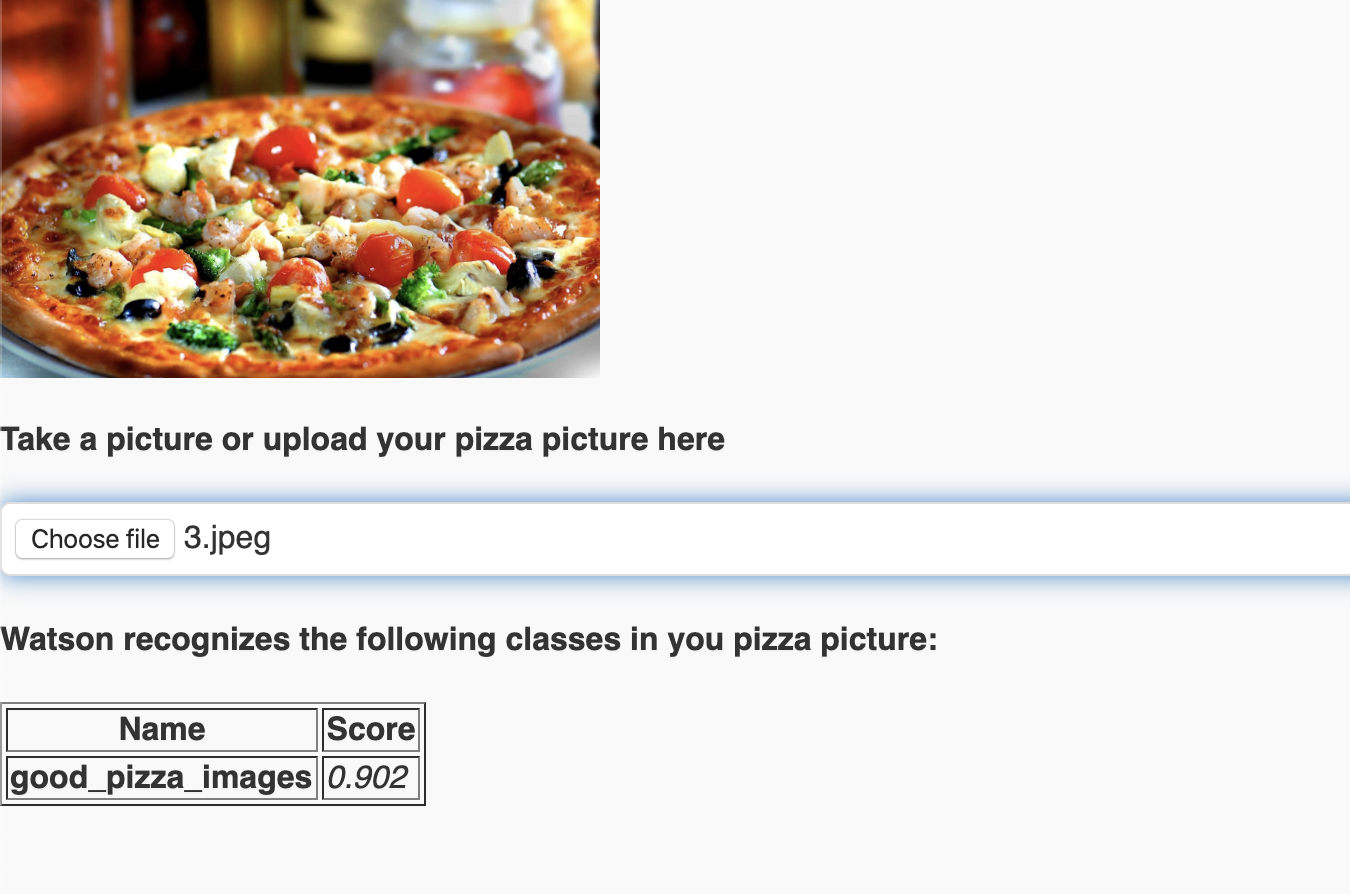 Take a picture or upload your pizza picture here
Choose file 3.jpeg
Watson recognizes the following classes in you pizza picture:
Name Score
good_pizza_images 0.902